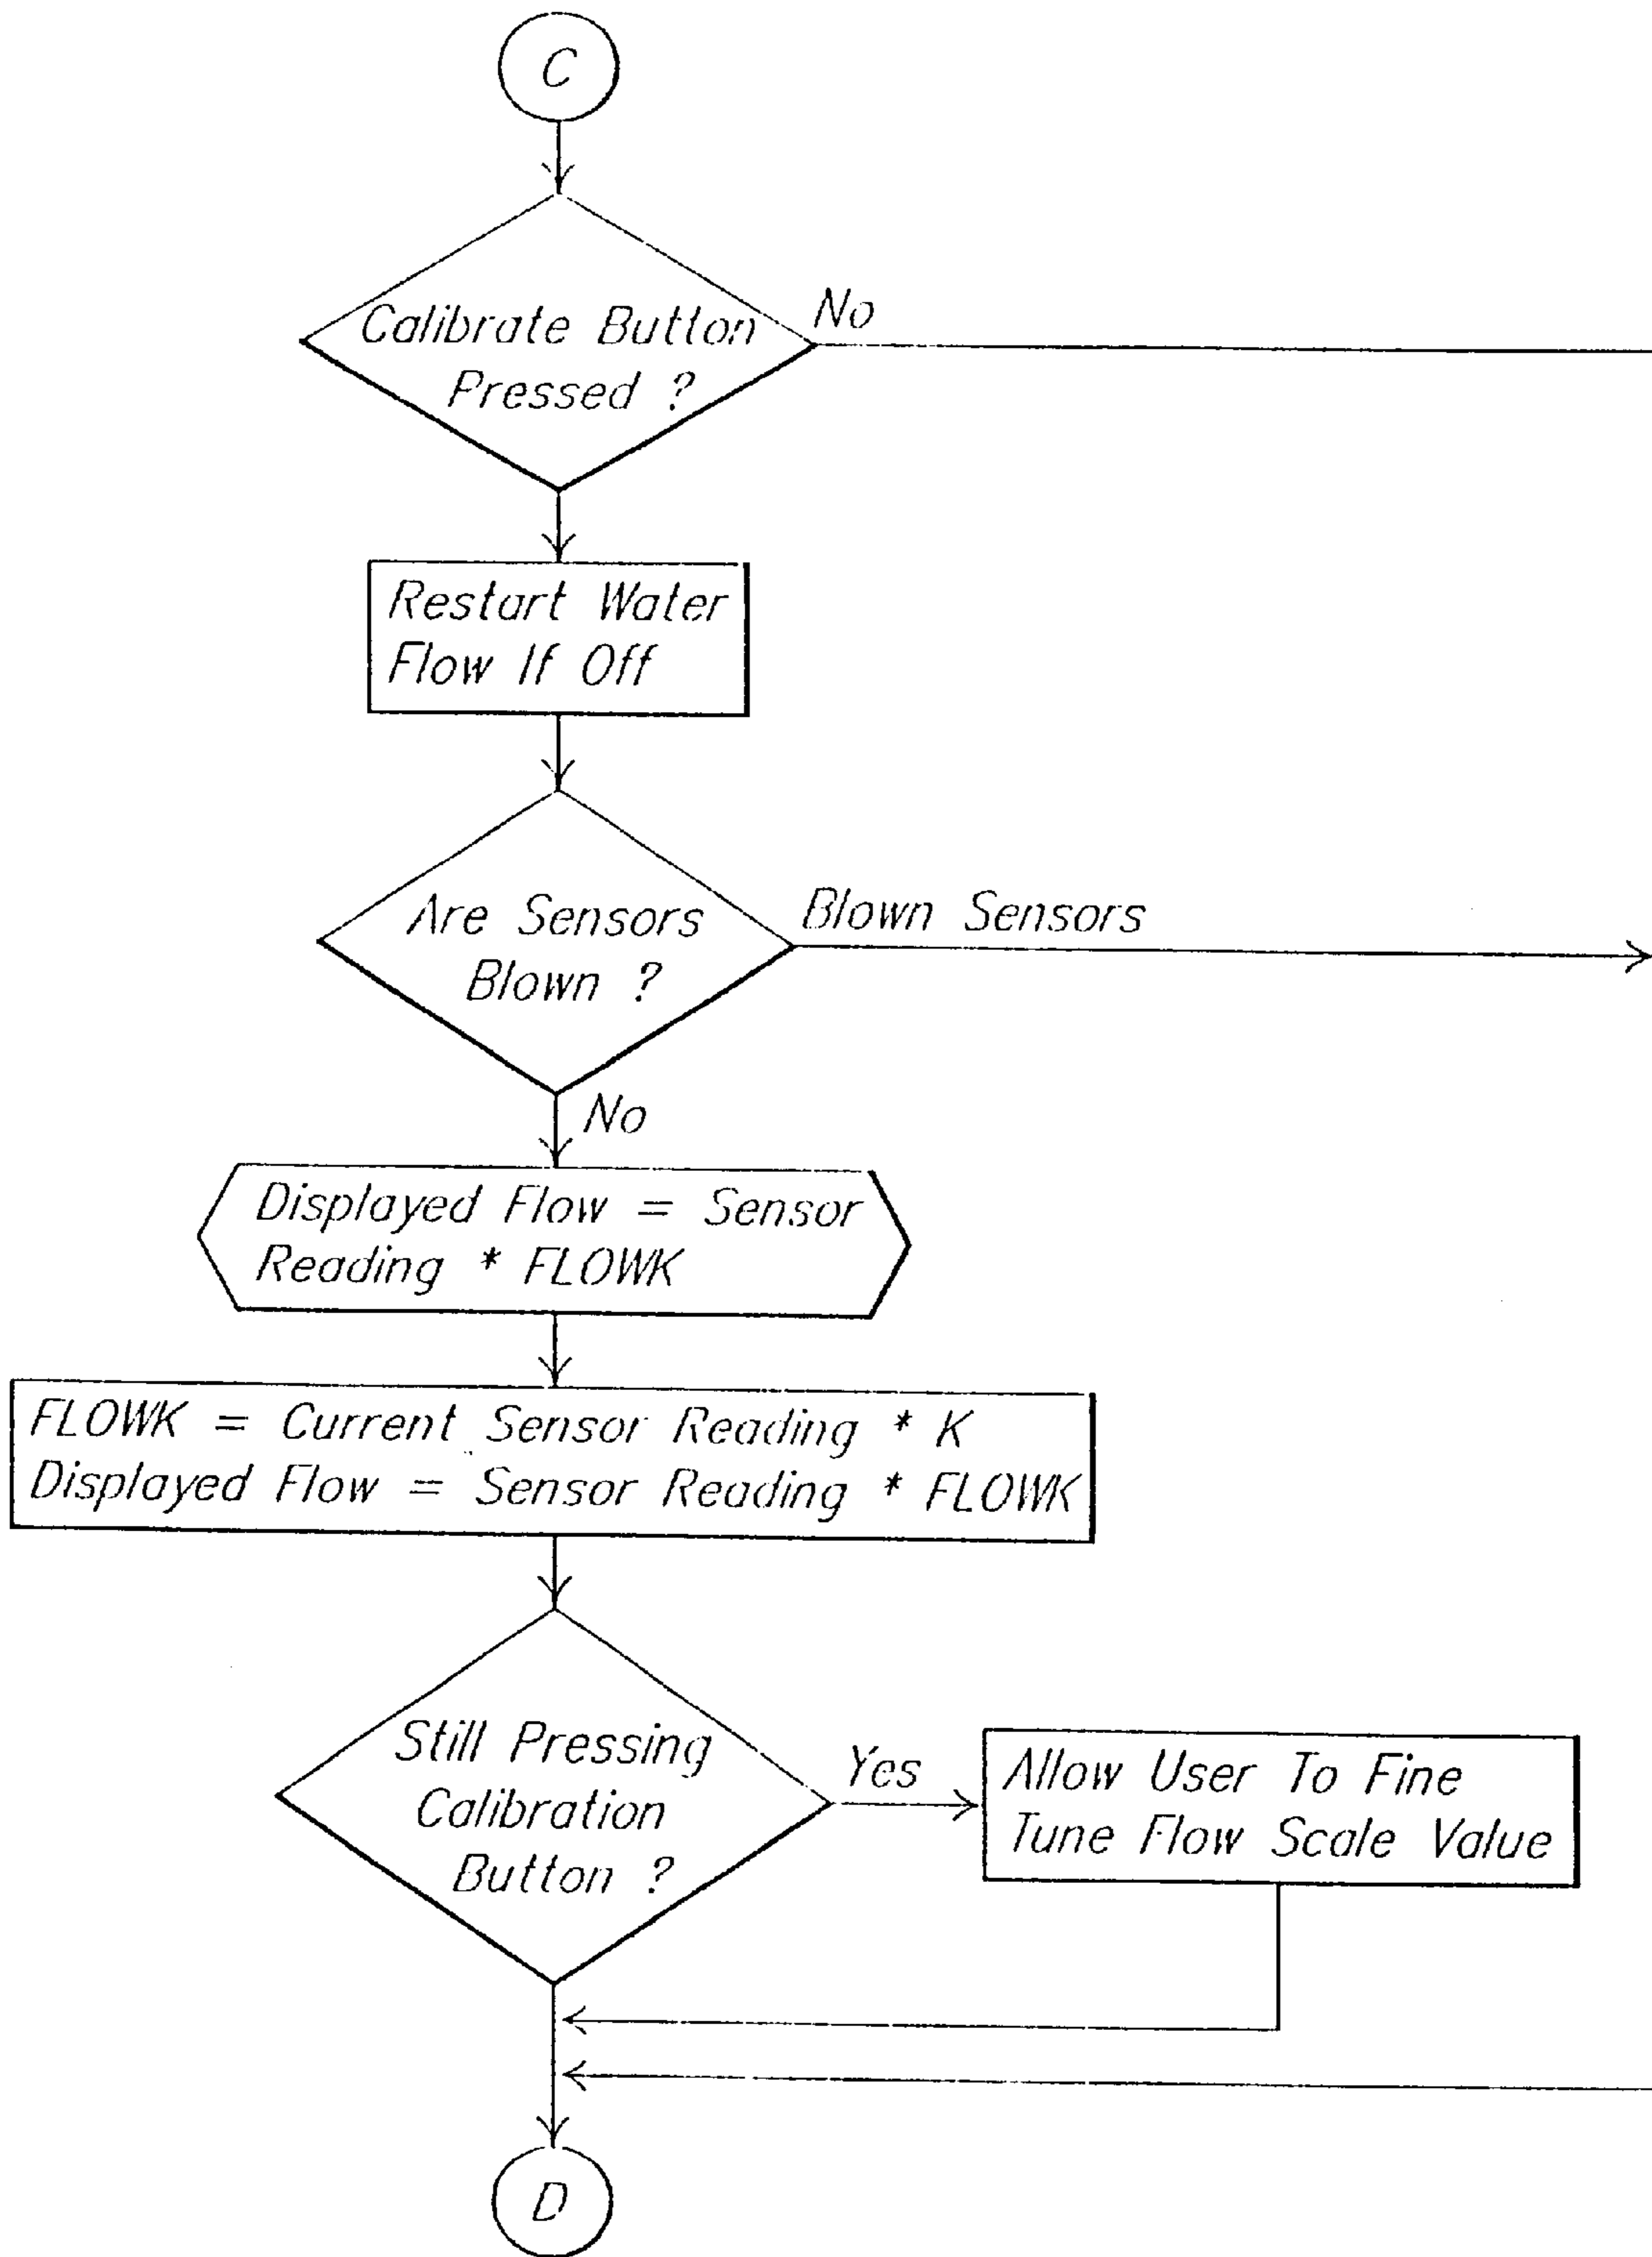 C
Calibrate Button
Pressed ?
No
Restart Water
Flow If Off
Are Sensors
Blown ?
Blown Sensors
No
Displayed Flow = Sensor
Reading * FLOWK
FLOWK = Current Sensor Reading * K
Displayed Flow = Sensor Reading * FLOWK
Still Pressing
Calibration
Button ?
Yes
Allow User To Fine
Tune Flow Scale Value
D